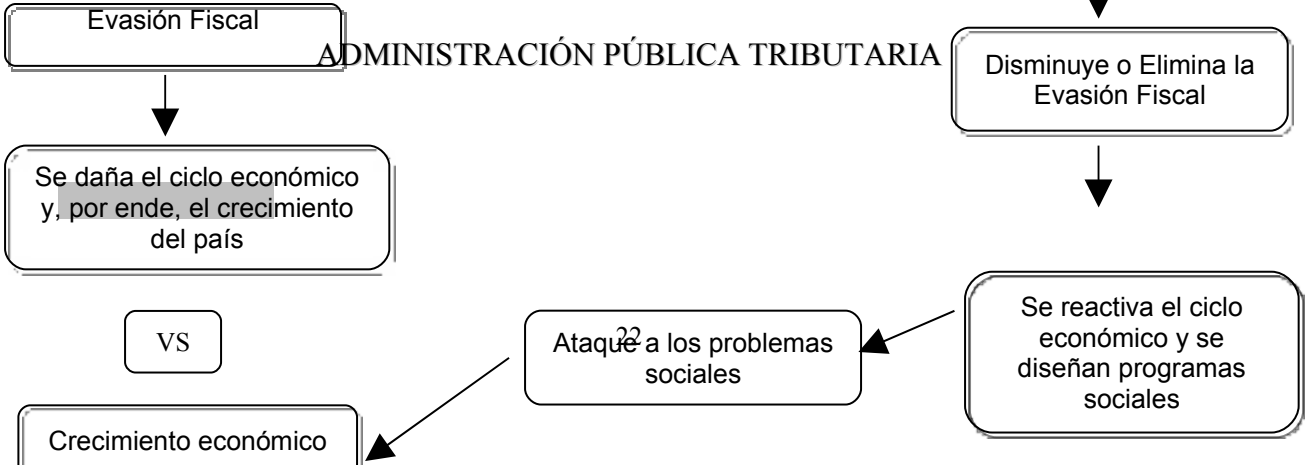 Evasión Fiscal
ADMINISTRACIÓN PÚBLICA TRIBUTARIA
Disminuye o Elimina la
Evasión Fiscal
Se daña el ciclo económico
y, por ende, el crecimiento
del país
VS
Ataque a los problemas
sociales
22
Se reactiva el ciclo
económico y se
diseñan programas
sociales
Crecimiento económico